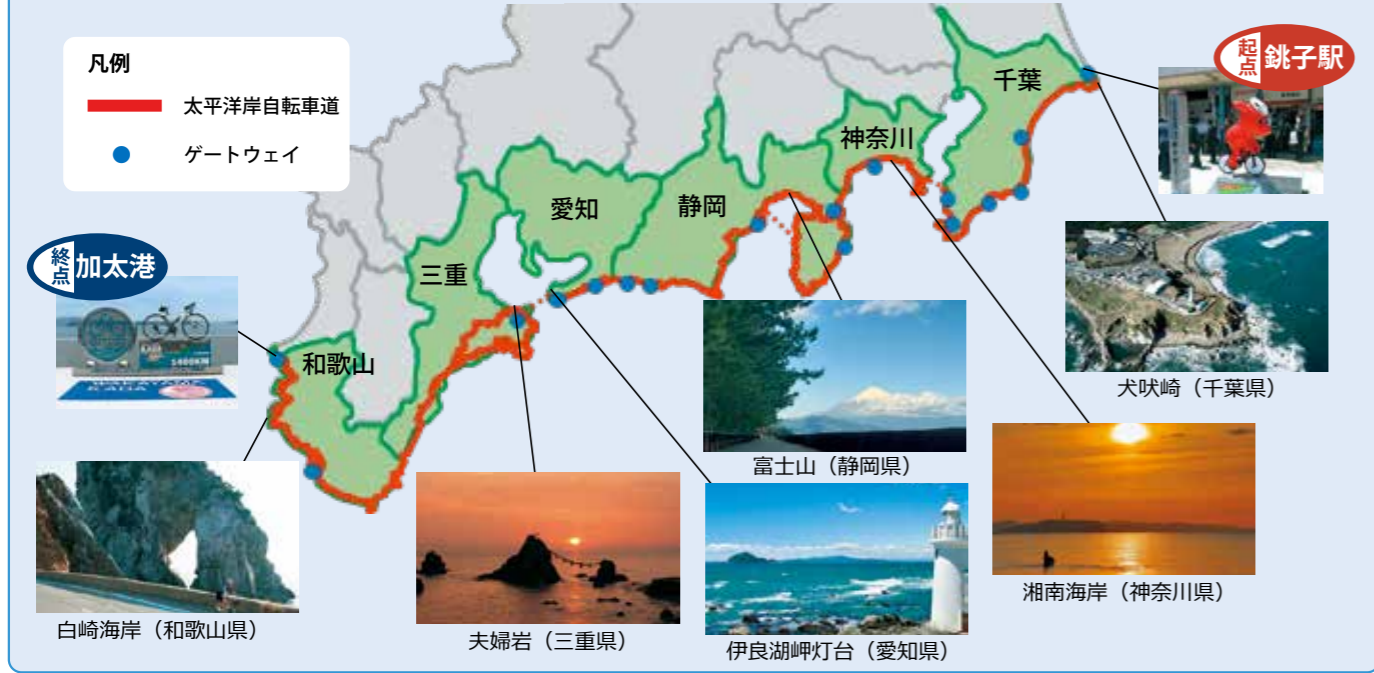 凡例
太平洋岸自転車道
ゲートウェイ
起点 銚子駅
千葉
神奈川
静岡
愛知
三重
和歌山
終点 加太港
犬吠崎（千葉県）
富士山（静岡県）
湘南海岸（神奈川県）
白崎海岸（和歌山県）
夫婦岩（三重県）
伊良湖岬灯台（愛知県）